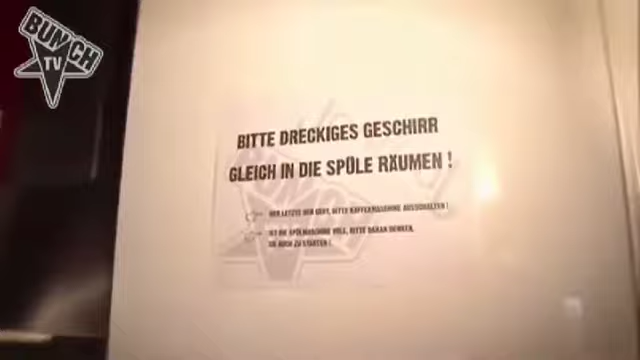 BUNCH
TV
BITTE DRECKIGES GESCHIRR
GLEICH IN DIE SPÜLE RÄUMEN !
DER LETZTE DER GEHT, BITTE KAFFEEMASCHINE AUSSCHALTEN !
IST DIE SPÜLMASCHINE VOLL, BITTE DARAN DENKEN,
SIE AUCH ZU STARTEN !
BUNCH